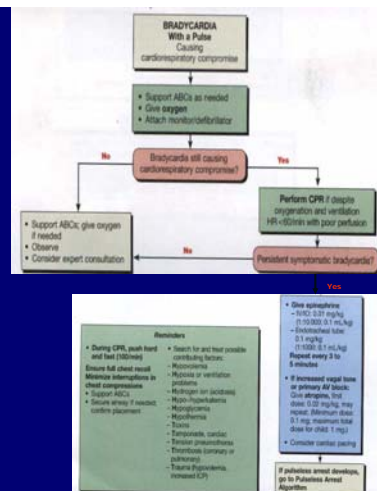 BRADYCARDIA
With a Pulse
Causing
cardiorespiratory compromise
• Support ABCs as needed
• Give oxygen
• Attach monitor/defibrillator
No
Bradycardia still causing
cardiorespiratory compromise?
Yes
• Support ABCs; give oxygen
if needed
• Observe
• Consider expert consultation
Perform CPR if despite
oxygenation and ventilation
HR <60/min with poor perfusion
No
Persistent symptomatic bradycardia?
Yes
Reminders
• During CPR, push hard
and fast (100/min)
Ensure full chest recoil
Minimize interruptions in
chest compressions
• Support ABCs
• Secure airway if needed;
confirm placement
• Search for and treat possible
contributing factors:
– Hypovolemia
– Hypoxia or ventilation
problems
– Hydrogen ion (acidosis)
– Hypo-/hyperkalemia
– Hypoglycemia
– Hypothermia
– Toxins
– Tamponade, cardiac
– Tension pneumothorax
– Thrombosis (coronary or
pulmonary)
– Trauma (hypovolemia,
increased ICP)
• Give epinephrine
– IV/IO: 0.01 mg/kg
(1:10 000: 0.1 mL/kg)
– Endotracheal tube:
0.1 mg/kg
(1:1000: 0.1 mL/kg)
Repeat every 3 to
5 minutes
• If increased vagal tone
or primary AV block:
Give atropine, first
dose: 0.02 mg/kg, may
repeat. (Minimum dose:
0.1 mg; maximum total
dose for child: 1 mg.)
• Consider cardiac pacing
If pulseless arrest develops,
go to Pulseless Arrest
Algorithm